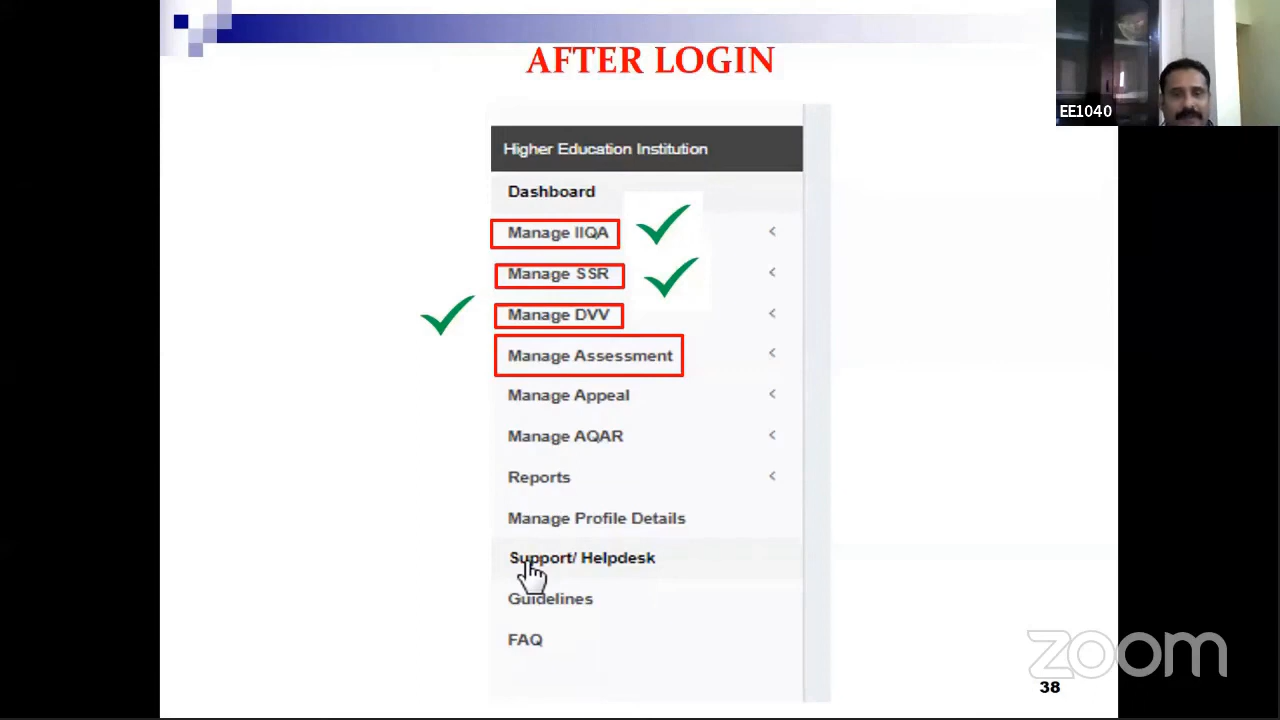 AFTER LOGIN
EE1040
Higher Education Institution
Dashboard
Manage IIQA
Manage SSR
Manage DVV
Manage Assessment
Manage Appeal
Manage AQAR
Reports
Manage Profile Details
Support/ Helpdesk
Guidelines
FAQ
zoom
38